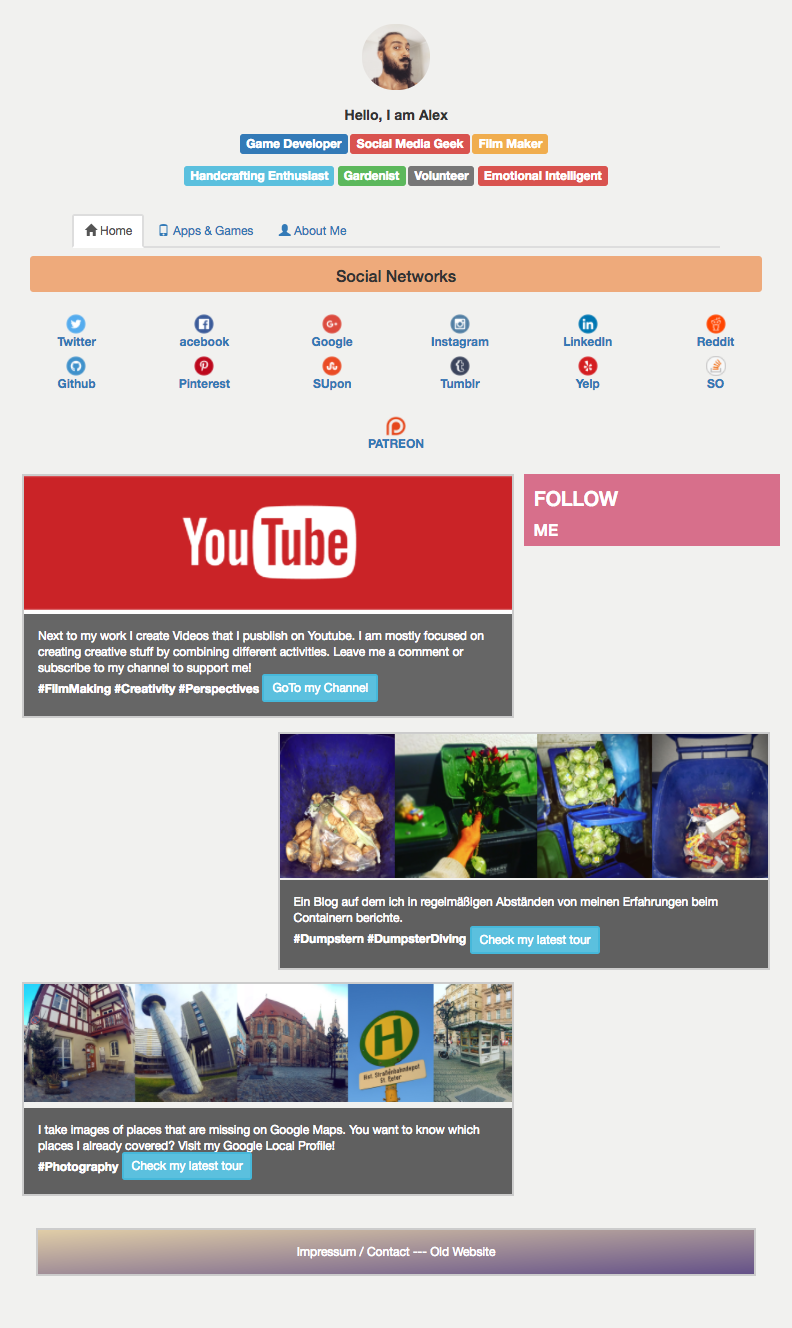 Hello, I am Alex
Game Developer Social Media Geek Film Maker
Handcrafting Enthusiast Gardenist Volunteer Emotional Intelligent
Home Apps & Games About Me
Social Networks
Twitter acebook Google Instagram LinkedIn Reddit
Github Pinterest SUpon Tumblr Yelp SO
PATREON
YouTube
FOLLOW
ME
Next to my work I create Videos that I pusblish on Youtube. I am mostly focused on
creating creative stuff by combining different activities. Leave me a comment or
subscribe to my channel to support me!
#FilmMaking #Creativity #Perspectives GoTo my Channel
Ein Blog auf dem ich in regelmäßigen Abständen von meinen Erfahrungen beim
Containern berichte.
#Dumpstern #DumpsterDiving Check my latest tour
H
Hst Straßenbahndepot
St Peter
I take images of places that are missing on Google Maps. You want to know which
places I already covered? Visit my Google Local Profile!
#Photography Check my latest tour
Impressum / Contact --- Old Website